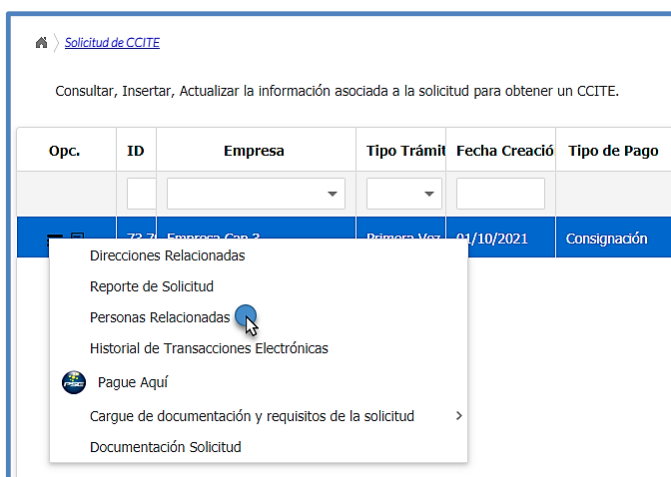 Solicitud de CCITE
Consultar, Insertar, Actualizar la información asociada a la solicitud para obtener un CCITE.
Opc. ID Empresa Tipo Trámit Fecha Creació Tipo de Pago
Primera Vez 01/10/2021 Consignación
Direcciones Relacionadas
Reporte de Solicitud
Personas Relacionadas
Historial de Transacciones Electrónicas
Pague Aquí
Cargue de documentación y requisitos de la solicitud
Documentación Solicitud